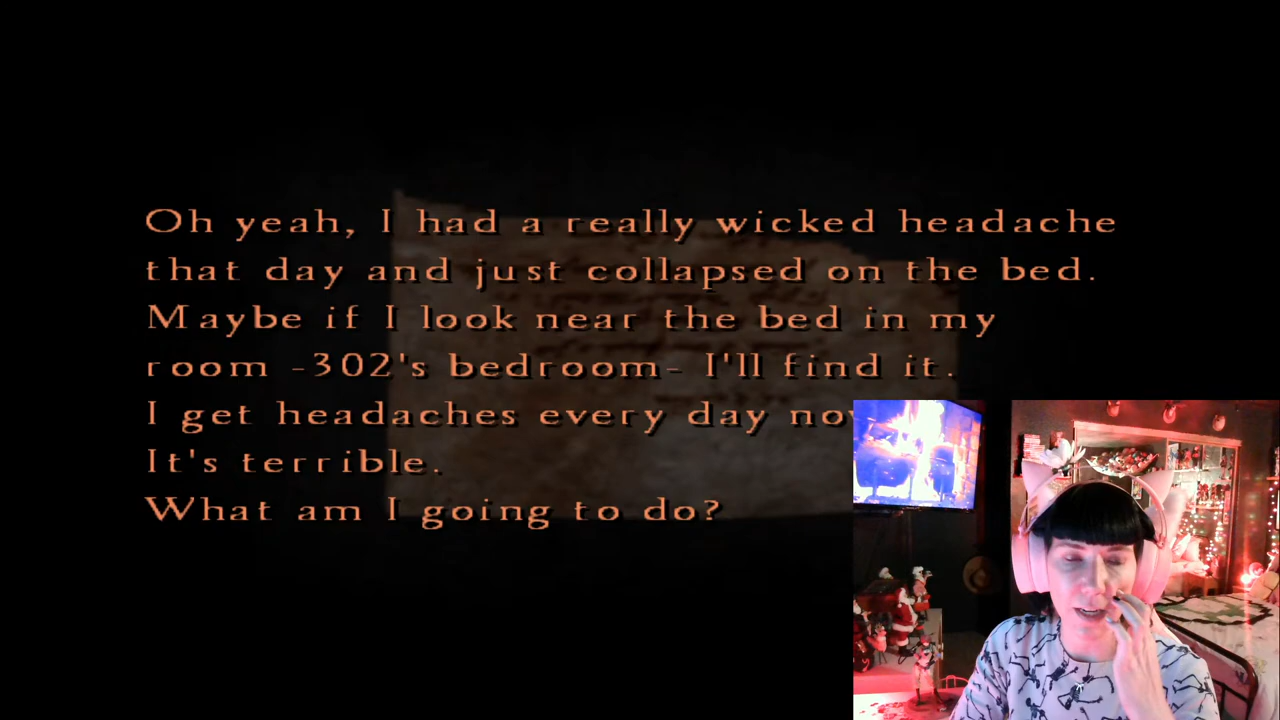 Oh yeah, I had a really wicked headache
that day and just collapsed on the bed.
Maybe if I look near the bed in my
room -302's bedroom- I'll find it.
I get headaches every day
It's terrible.
What am I going to do?